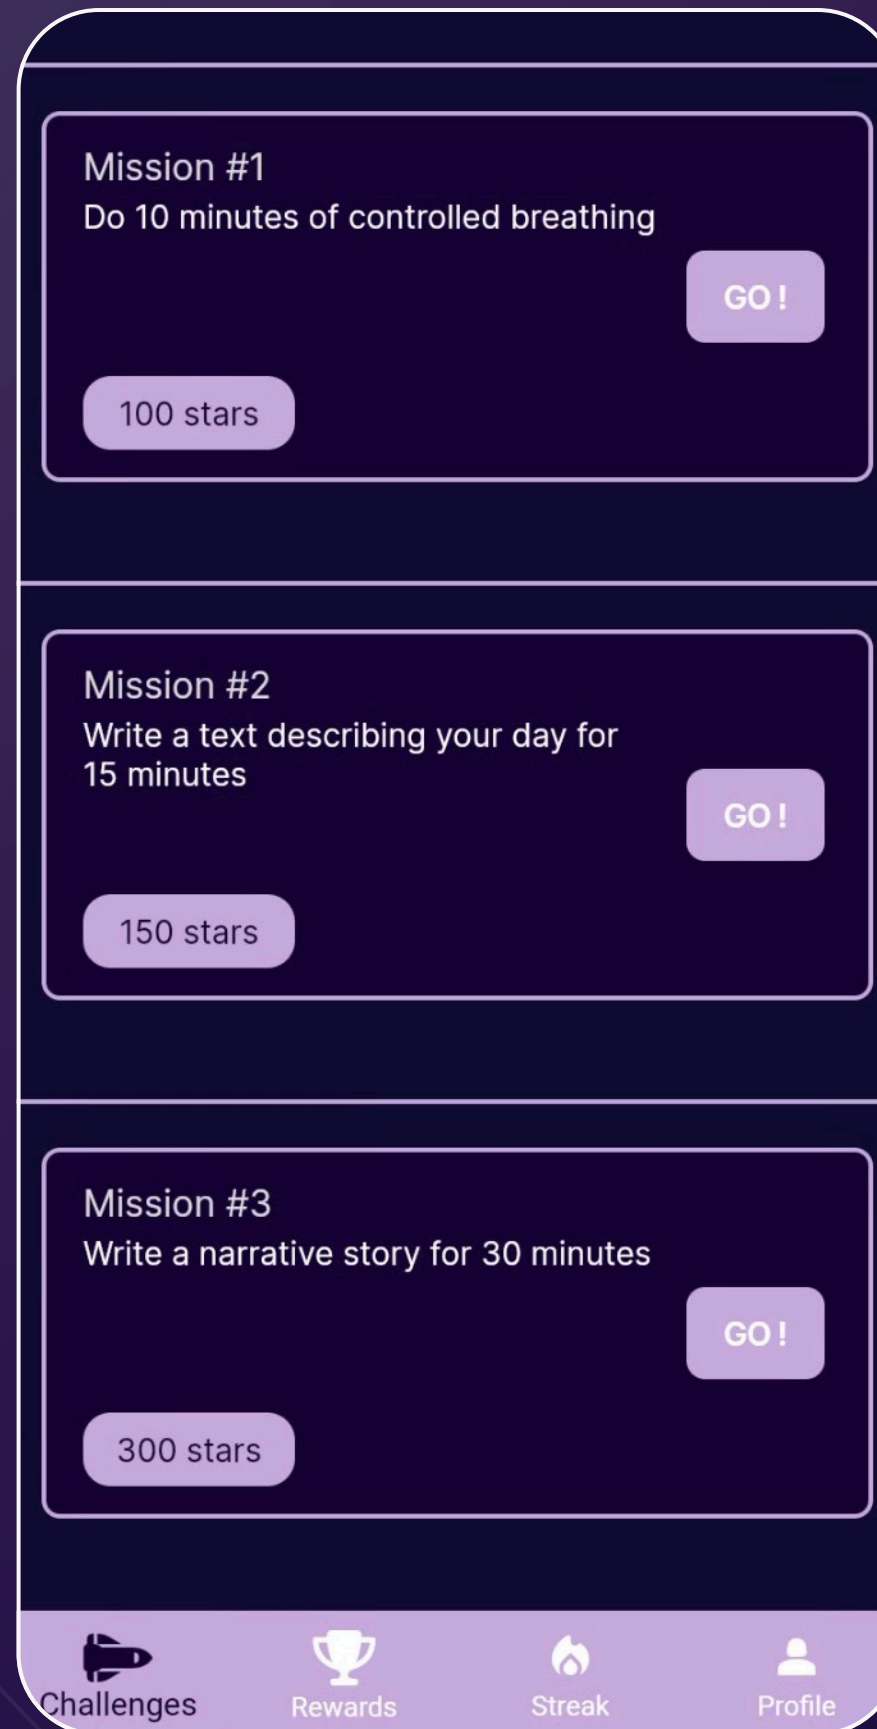 Mission #1
Do 10 minutes of controlled breathing
GO !
100 stars
Mission #2
Write a text describing your day for
15 minutes
GO !
150 stars
Mission #3
Write a narrative story for 30 minutes
GO !
300 stars
Challenges Rewards Streak Profile